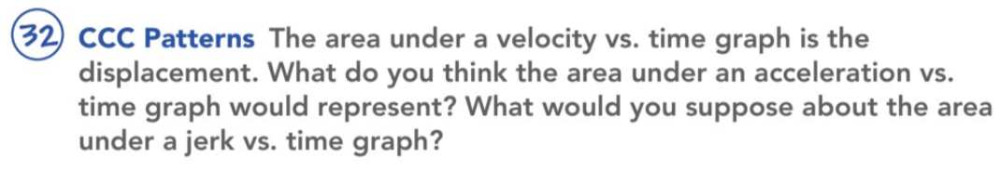 32 CCC Patterns The area under a velocity vs. time graph is the
displacement. What do you think the area under an acceleration vs.
time graph would represent? What would you suppose about the area
under a jerk vs. time graph?